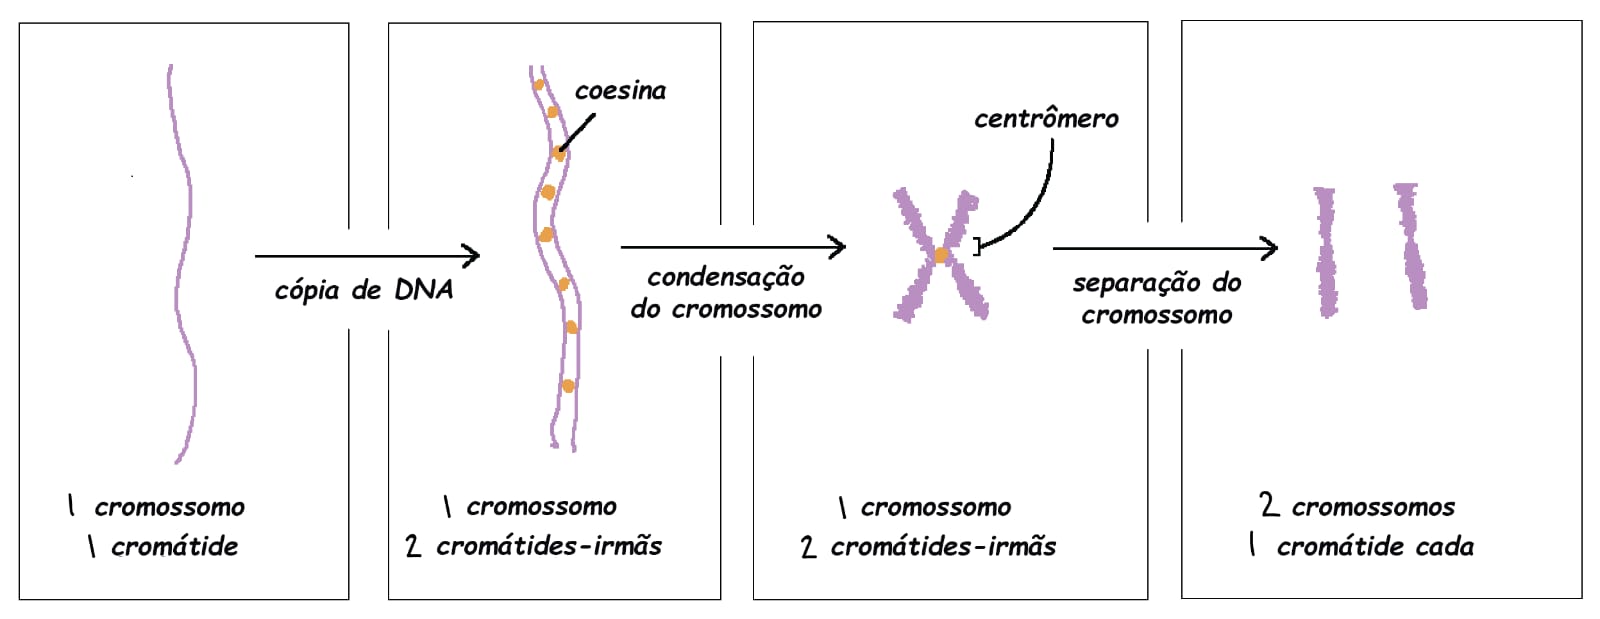 coesina
centrômero
cópia de DNA
condensação
do cromossomo
separação do
cromossomo
1 cromossomo
1 cromátide
1 cromossomo
2 cromátides-irmãs
1 cromossomo
2 cromátides-irmãs
2 cromossomos
1 cromátide cada